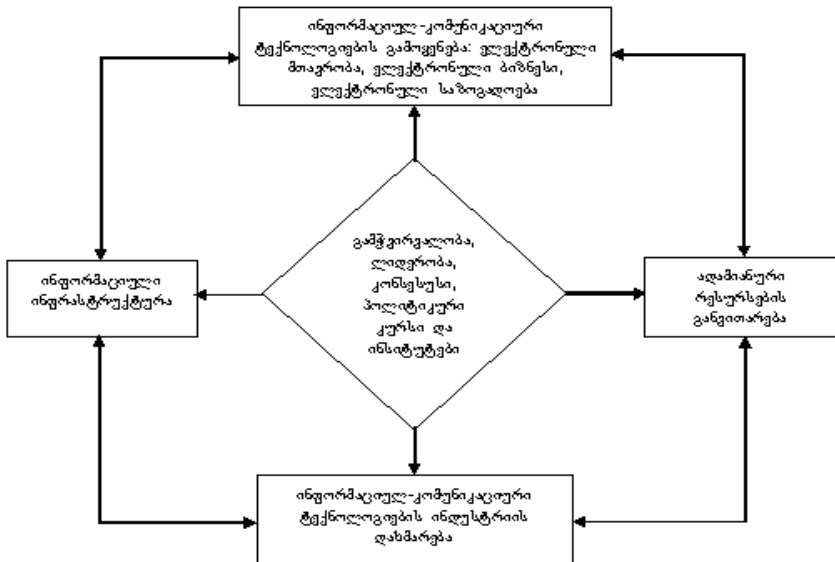 ინფორმაციულ-კომუნიკაციური
ტექნოლოგიების გამოყენება: ელექტრონული
მთავრობა, ელექტრონული ბიზნესი,
ელექტრონული საზოგადოება
გამჭვირვალობა,
ლიდერობა,
კონსესუსი,
პოლიტიკური
კურსი და
ინსიტუტები
ინფორმაციული
ინფრასტრუქტურა
ადამიანური
რესურსების
განვითარება
ინფორმაციულ-კომუნიკაციური
ტექნოლოგიების ინდუსტრიის
დახმარება